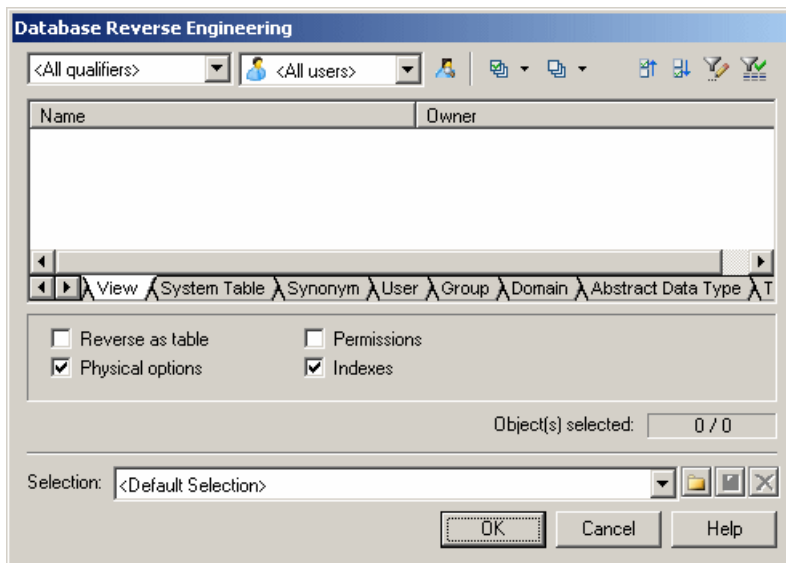 Database Reverse Engineering
<All qualifiers> <All users>
Name Owner
View System Table Synonym User Group Domain Abstract Data Type T
Reverse as table Permissions
Physical options Indexes
Object(s) selected: 0 / 0
Selection: <Default Selection>
OK Cancel Help